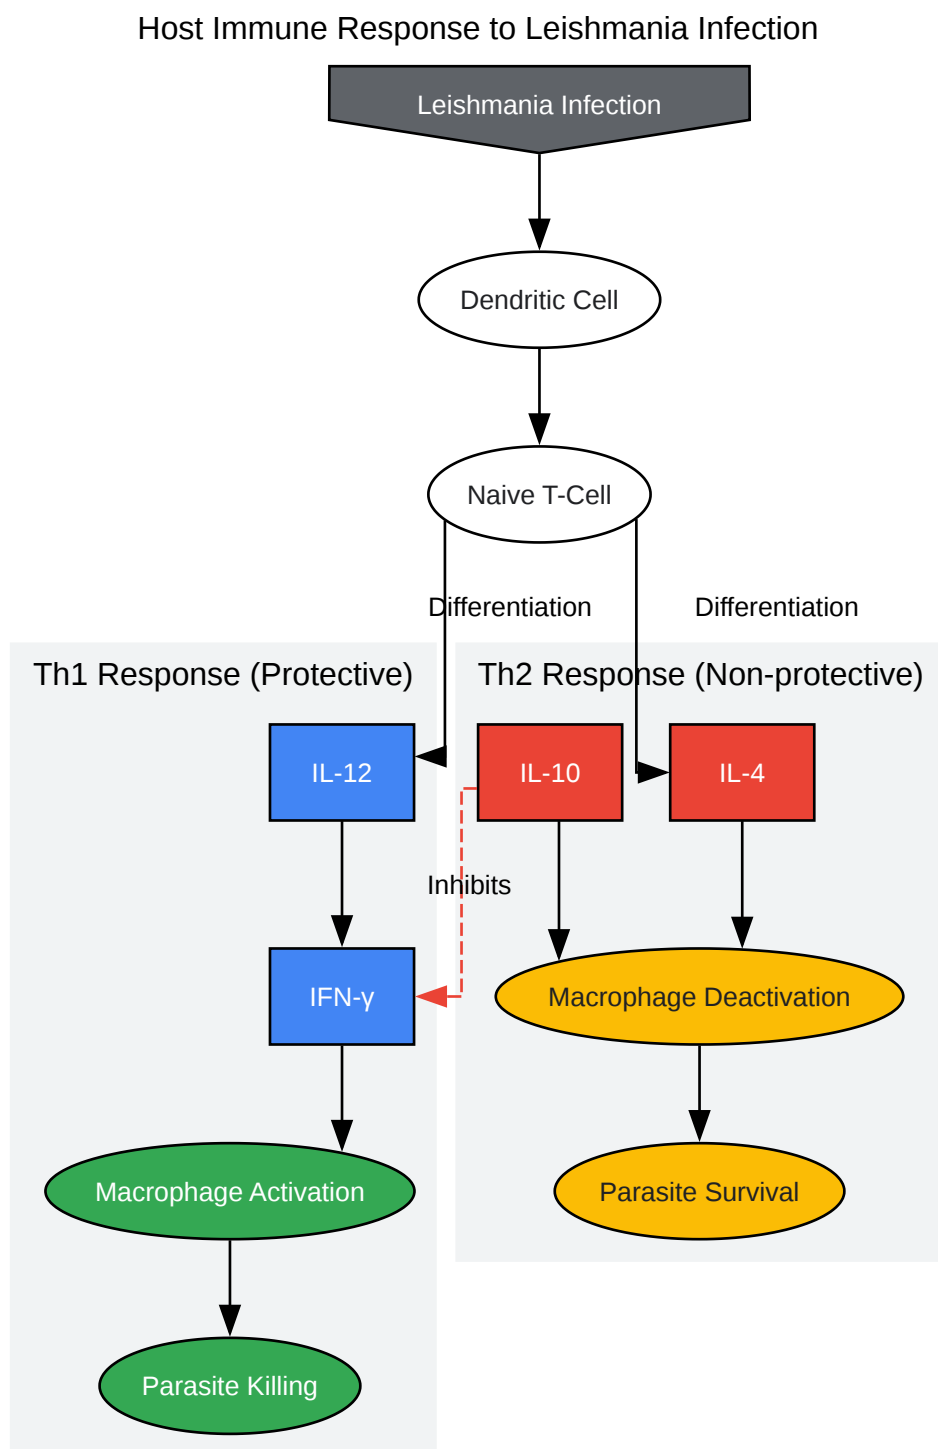 Host Immune Response to Leishmania Infection
Leishmania Infection
Dendritic Cell
Naive T-Cell
Differentiation
Differentiation
Th1 Response (Protective)
Th2 Response (Non-protective)
IL-12
IL-10
IL-4
Inhibits
IFN-γ
Macrophage Deactivation
Macrophage Activation
Parasite Survival
Parasite Killing